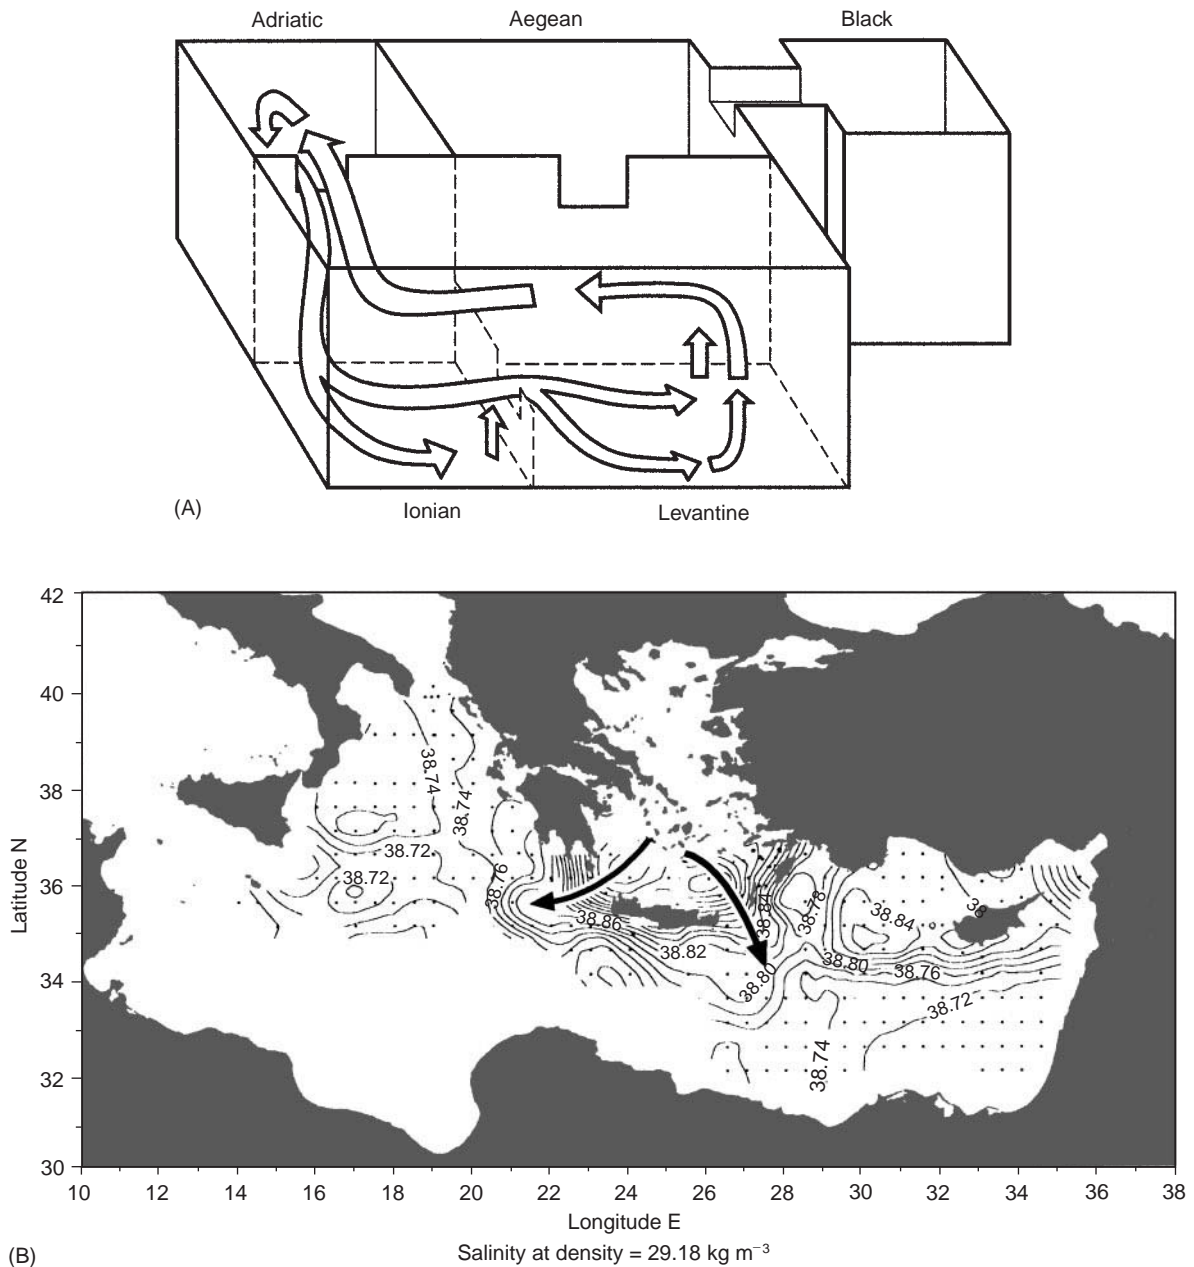 Adriatic Aegean Black
(A)
Ionian Levantine
42
40
38
36
34
32
30
Latitude N
38.74
38.74
38.72
38.72
38.76
38.86
38.82
38.80
38.84
38.78
38.84
38
38.80
38.76
38.72
38.74
10 12 14 16 18 20 22 24 26 28 30 32 34 36 38
Longitude E
(B)
Salinity at density = 29.18 kg m⁻³